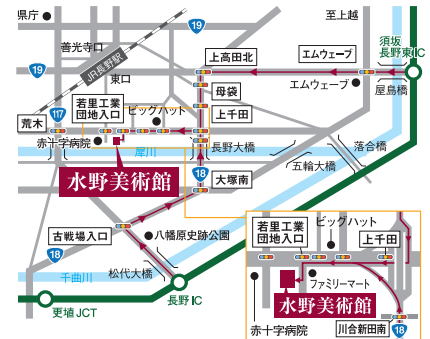 県庁
19
至上越
善光寺口
JR長野駅
上高田北
エムウェーブ
須坂
長野東IC
19
東口
母袋
エムウェーブ
屋島橋
117
若里工業
団地入口
ビッグハット
上千田
荒木
赤十字病院
長野大橋
落合橋
犀川
五輪大橋
水野美術館
18
大塚南
古戦場入口
八幡原史跡公園
18
千曲川
松代大橋
長野IC
更埴JCT
ビッグハット
若里工業
団地入口
上千田
ファミリーマート
水野美術館
赤十字病院
川合新田南
18